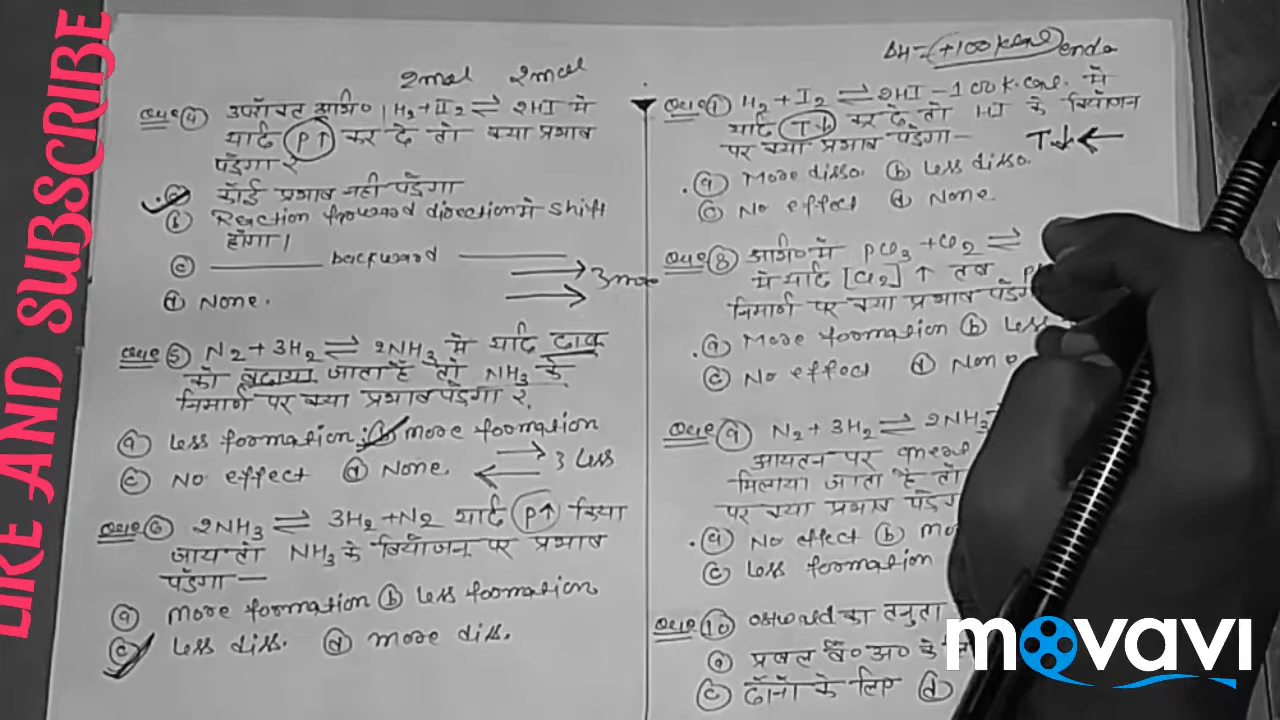 LIKE AND SUBSCRIBE
2mol 2mol
Que④ उपरोक्त अभि० H₂+I₂ ⇌ 2HI में
यदि P↑ कर दे तो क्या प्रभाव
पड़ेगा ?
ⓐ कोई प्रभाव नही पड़ेगा
ⓑ Reaction forward direction में shift
होगा।
ⓒ ———— backward ————
ⓓ None.
Que⑤ N₂ + 3H₂ ⇌ 2NH₃ में यदि दाब
को बढ़ाया जाता है तो NH₃ के
निर्माण पर क्या प्रभाव पड़ेगा ?
ⓐ Less formation ⓑ more formation
ⓒ No effect ⓓ None.
3 Less
Que⑥ 2NH₃ ⇌ 3H₂ + N₂ यदि P↑ किया
जाय तो NH₃ के वियोजन पर प्रभाव
पड़ेगा —
ⓐ more formation ⓑ less formation
ⓒ less diss. ⓓ more diss.
ΔH = (+100 kcal) endo
H₂ + I₂ ⇌ 2HI - 100 k.cal. में
यदि T↓ कर दे तो HI के वियोजन
पर क्या प्रभाव पड़ेगा — T↓ ←
ⓐ More disso. ⓑ Less disso.
ⓒ No effect ⓓ None.
Que⑧ अभि० में PCl₃ + Cl₂ ⇌
में यदि [Cl₂] ↑ तब
निर्माण पर क्या प्रभाव
ⓐ More formation ⓑ Less
ⓒ No effect ⓓ None
Que⑨ N₂ + 3H₂ ⇌ 2NH₃
आयतन पर
मिलाया जाता है तो
पर क्या प्रभाव
ⓐ No effect ⓑ
ⓒ Less formation
Que⑩ Ostwald का तनुता
ⓐ प्रबल
ⓒ दोनो के लिए ⓓ
movavi